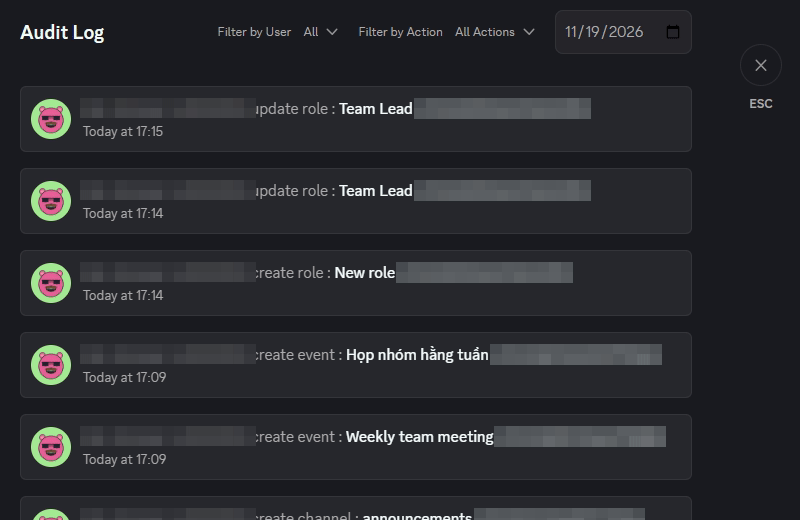 Audit Log
Filter by User All Filter by Action All Actions 11/19/2026
ESC
update role : Team Lead
Today at 17:15
update role : Team Lead
Today at 17:14
create role : New role
Today at 17:14
create event : Họp nhóm hằng tuần
Today at 17:09
create event : Weekly team meeting
Today at 17:09
create channel : announcements